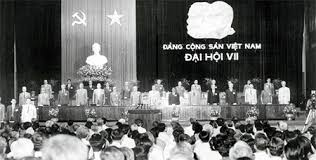 ĐẢNG CỘNG SẢN VIỆT NAM
ĐẠI HỘI VII